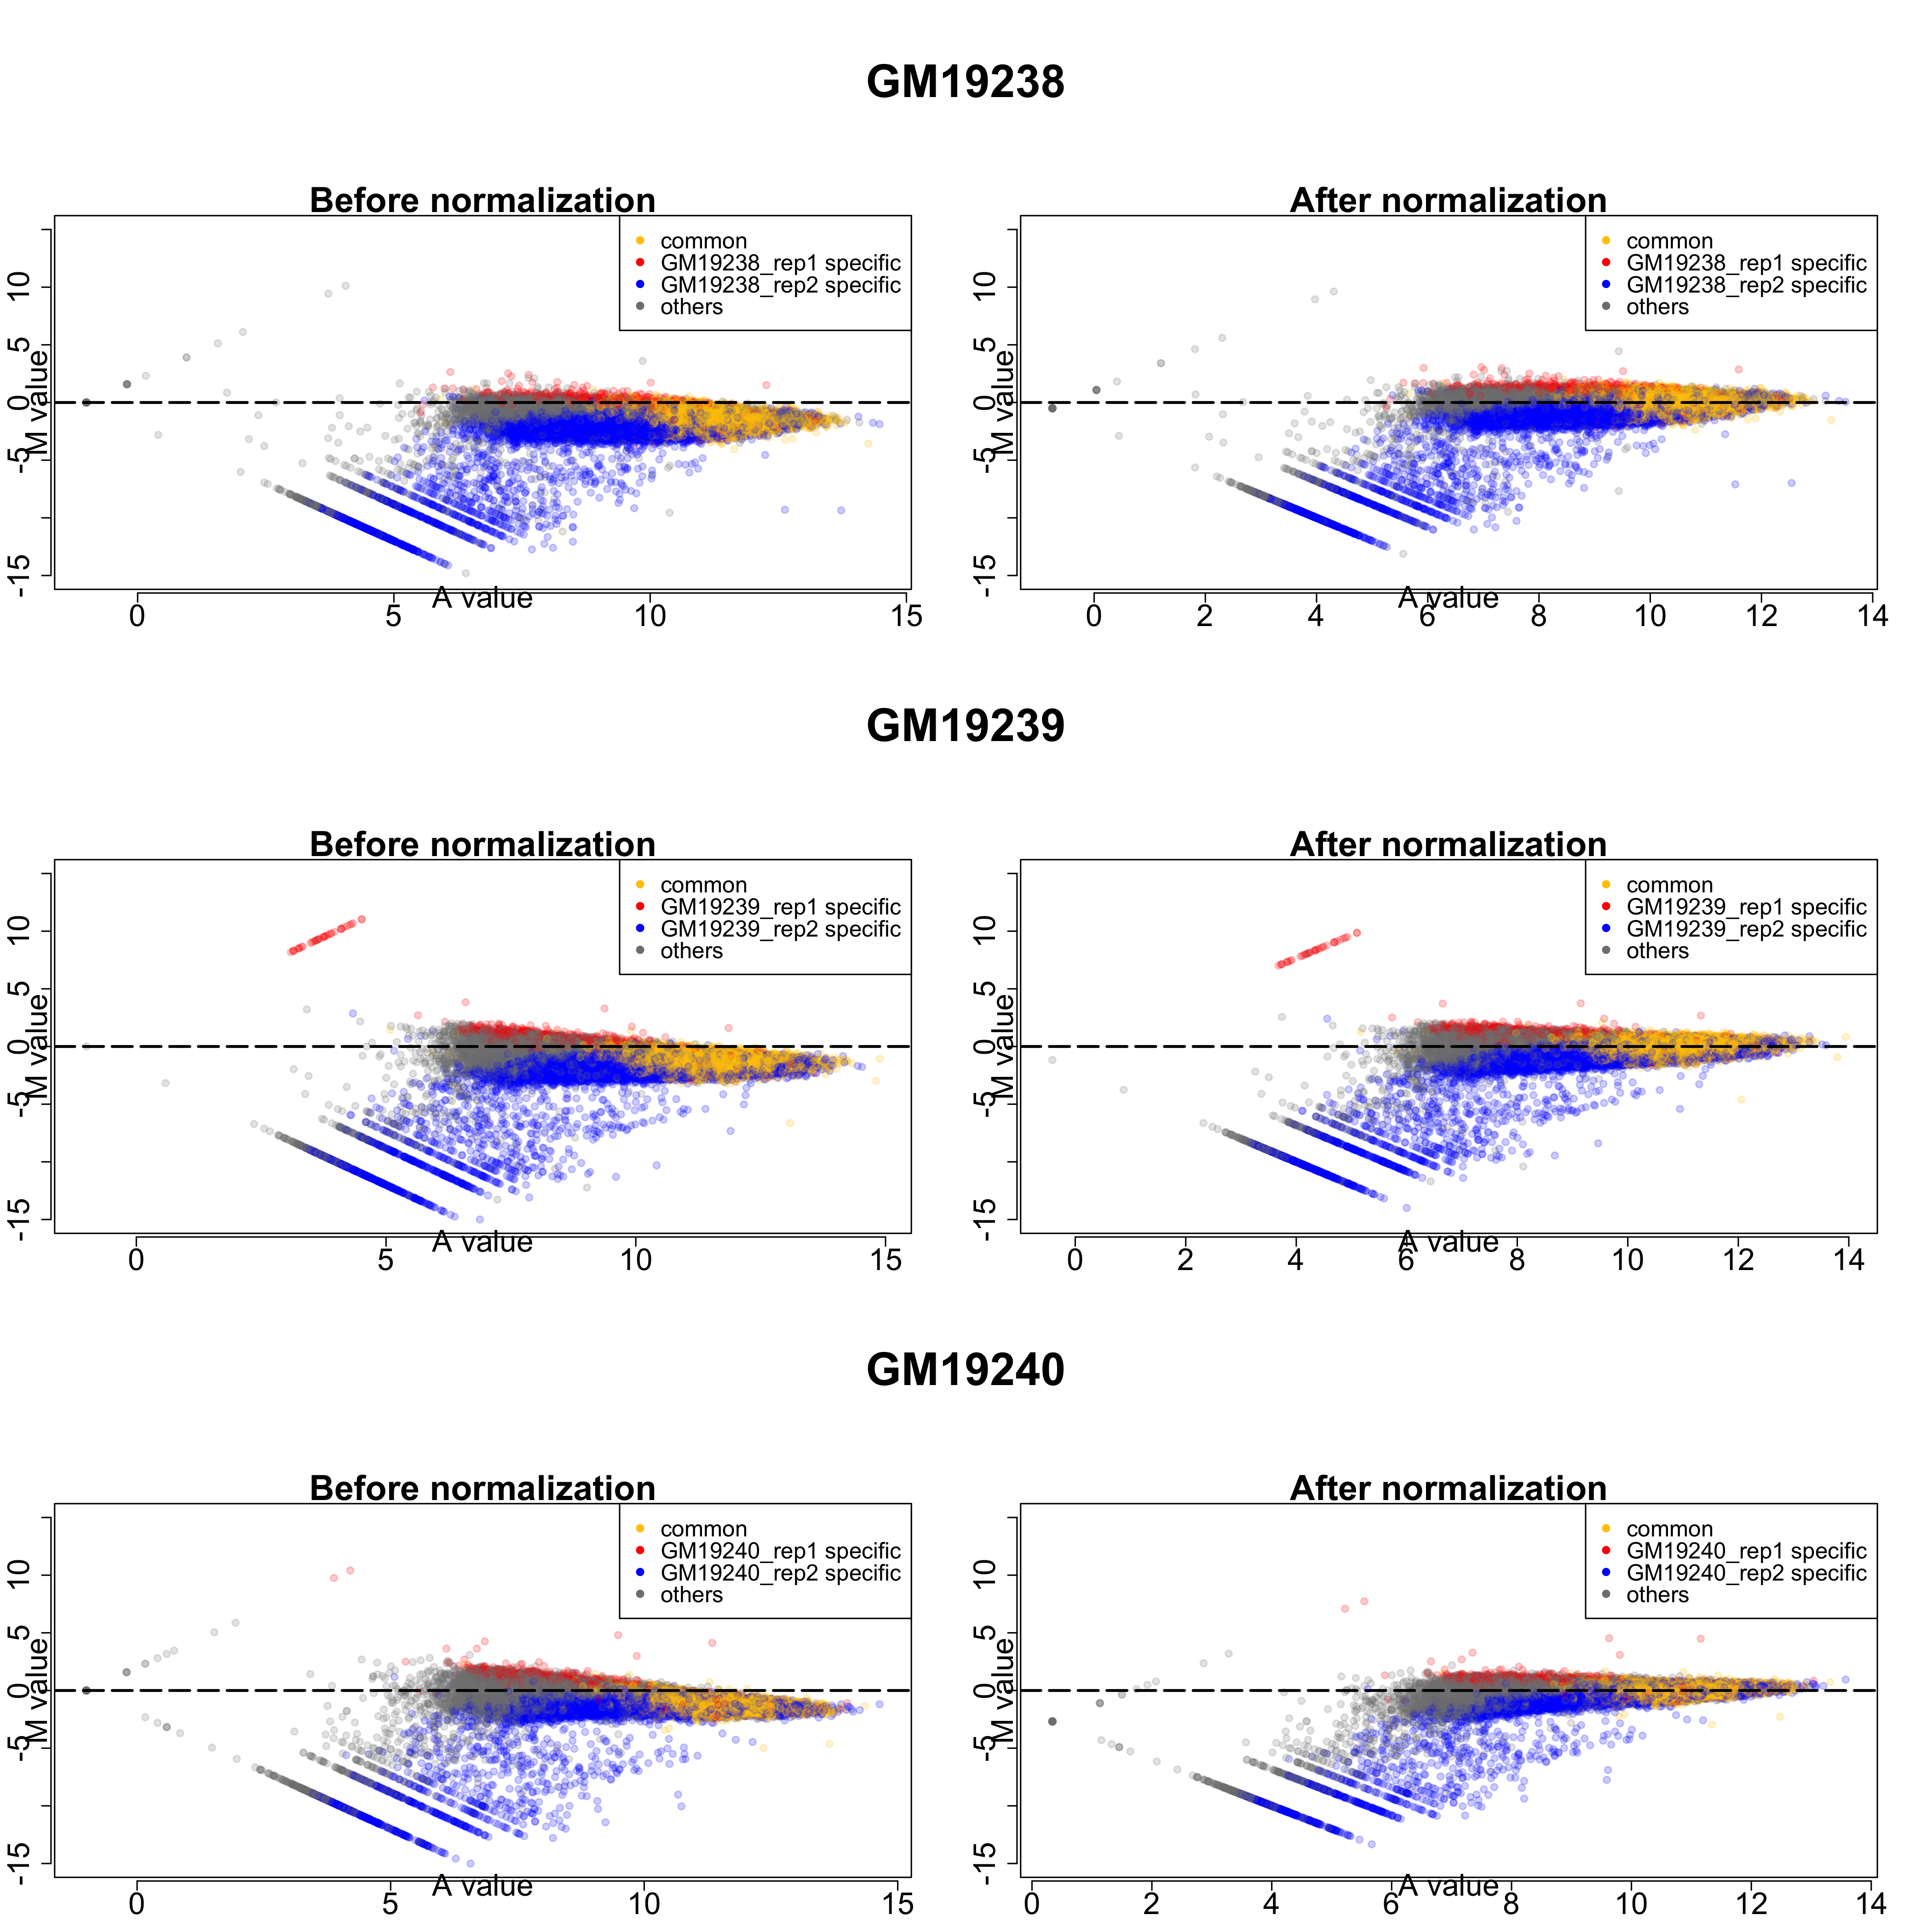 GM19238
Before normalization
common
GM19238_rep1 specific
GM19238_rep2 specific
others
M value
10
5
0
-5
-15
0 5 10 15
A value
After normalization
common
GM19238_rep1 specific
GM19238_rep2 specific
others
M value
10
5
0
-5
-15
0 2 4 6 8 10 12 14
A value
GM19239
Before normalization
common
GM19239_rep1 specific
GM19239_rep2 specific
others
M value
10
5
0
-5
-15
0 5 10 15
A value
After normalization
common
GM19239_rep1 specific
GM19239_rep2 specific
others
M value
10
5
0
-5
-15
0 2 4 6 8 10 12 14
A value
GM19240
Before normalization
common
GM19240_rep1 specific
GM19240_rep2 specific
others
M value
10
5
0
-5
-15
0 5 10 15
A value
After normalization
common
GM19240_rep1 specific
GM19240_rep2 specific
others
M value
10
5
0
-5
-15
0 2 4 6 8 10 12 14
A value